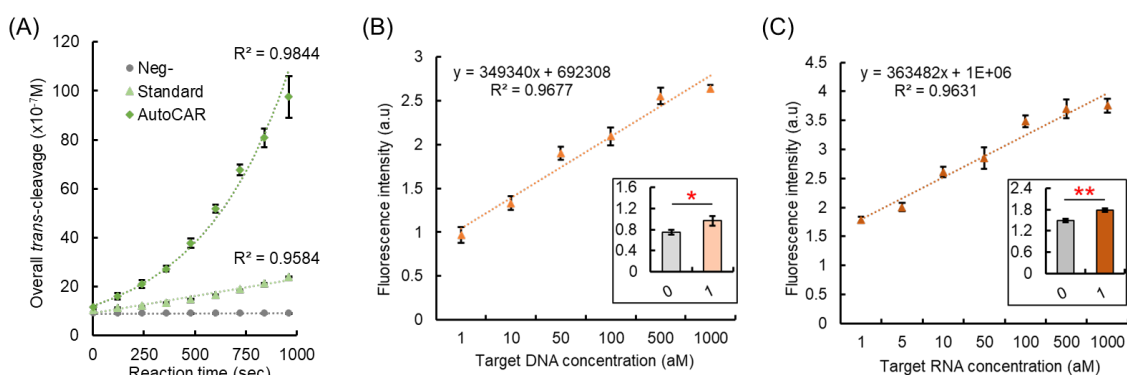 (A)
120
100
80
60
40
20
0
Overall trans-cleavage (x10⁻⁷M)
Neg-
Standard
AutoCAR
R² = 0.9844
R² = 0.9584
0 250 500 750 1000
Reaction time (sec)
(B)
3
2.5
2
1.5
1
0.5
0
Fluorescence intensity (a.u)
y = 349340x + 692308
R² = 0.9677
1.6
1.2
0.8
0.4
0
*
0 1
1 10 50 100 500 1000
Target DNA concentration (aM)
(C)
4.5
4
3.5
3
2.5
2
1.5
1
0.5
0
Fluorescence intensity (a.u)
y = 363482x + 1E+06
R² = 0.9631
2.4
1.8
1.2
0.6
0
**
0 1
1 5 10 50 100 500 1000
Target RNA concentration (aM)